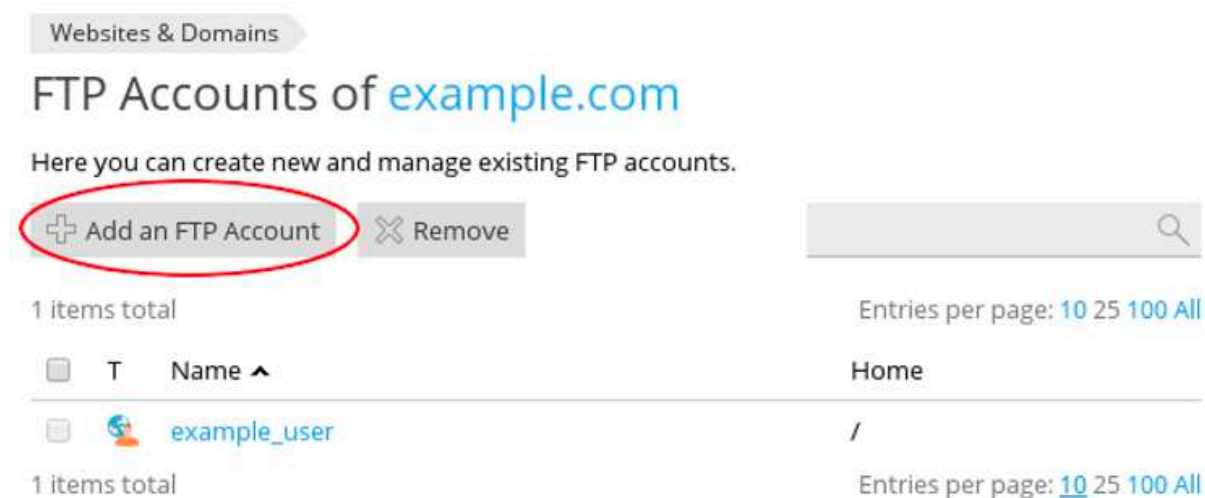 Websites & Domains
FTP Accounts of example.com
Here you can create new and manage existing FTP accounts.
Add an FTP Account Remove
1 items total Entries per page: 10 25 100 All
T Name Home
example_user /
1 items total Entries per page: 10 25 100 All